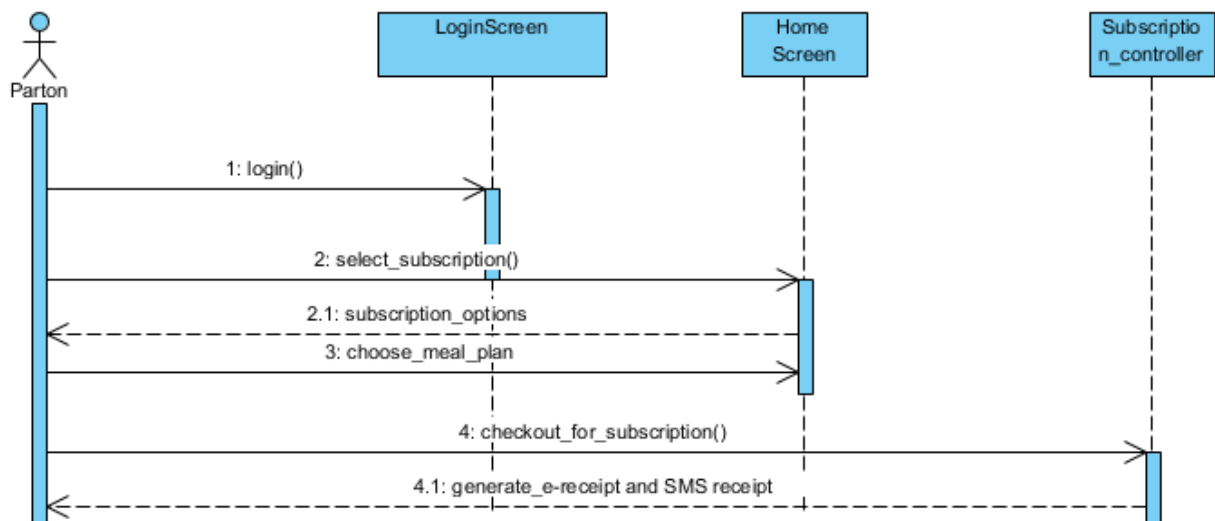 LoginScreen
Home
Screen
Subscriptio
n_controller
Parton
1: login()
2: select_subscription()
2.1: subscription_options
3: choose_meal_plan
4: checkout_for_subscription()
4.1: generate_e-receipt and SMS receipt